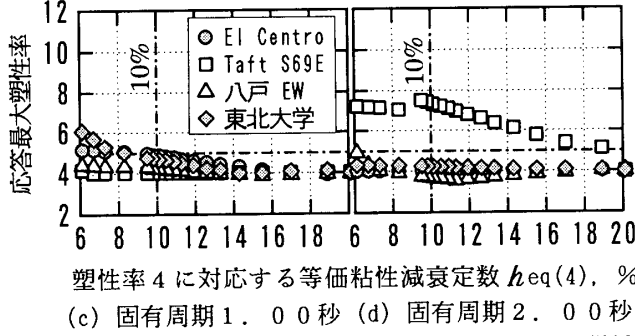 応答最大塑性率
12
10
8
6
4
2
10%
El Centro
Taft S69E
八戸 EW
東北大学
10%
6 8 10 12 14 16 18 6 8 10 12 14 16 18 20
塑性率4に対応する等価粘性減衰定数heq(4), %
(c) 固有周期1.00秒 (d) 固有周期2.00秒